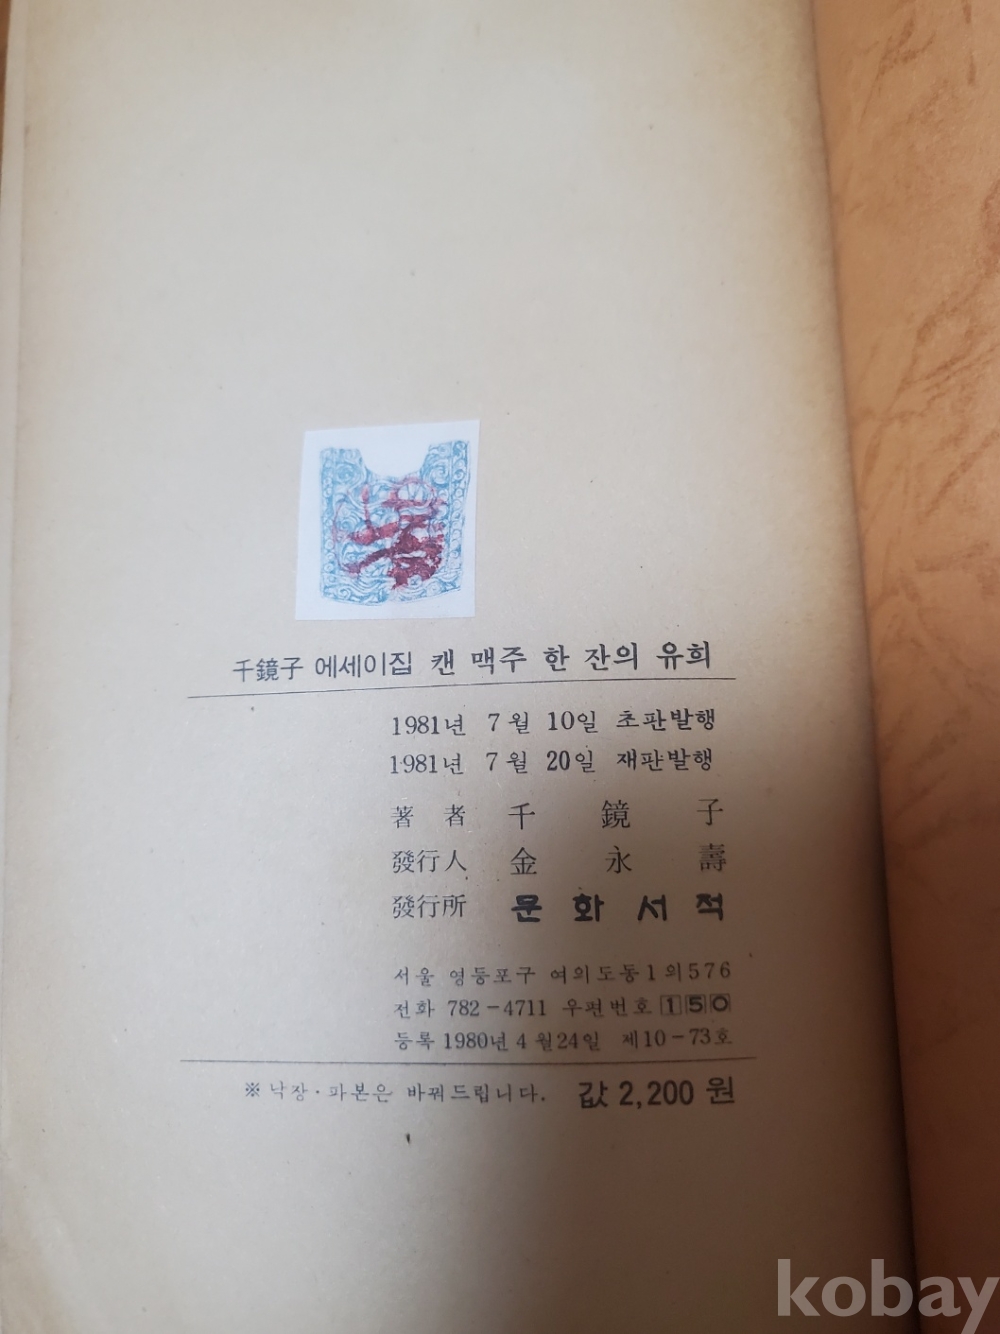 千鏡子 에세이집 캔 맥주 한 잔의 유희
1981년 7월 10일 초판발행
1981년 7월 20일 재판발행
著者 千鏡子
發行人 金永壽
發行所 문화서적
서울 영등포구 여의도동 1의576
전화 782-4711 우편번호 150
등록 1980년 4월 24일 제10-73호
※ 낙장·파본은 바꿔드립니다. 값 2,200 원
kobay